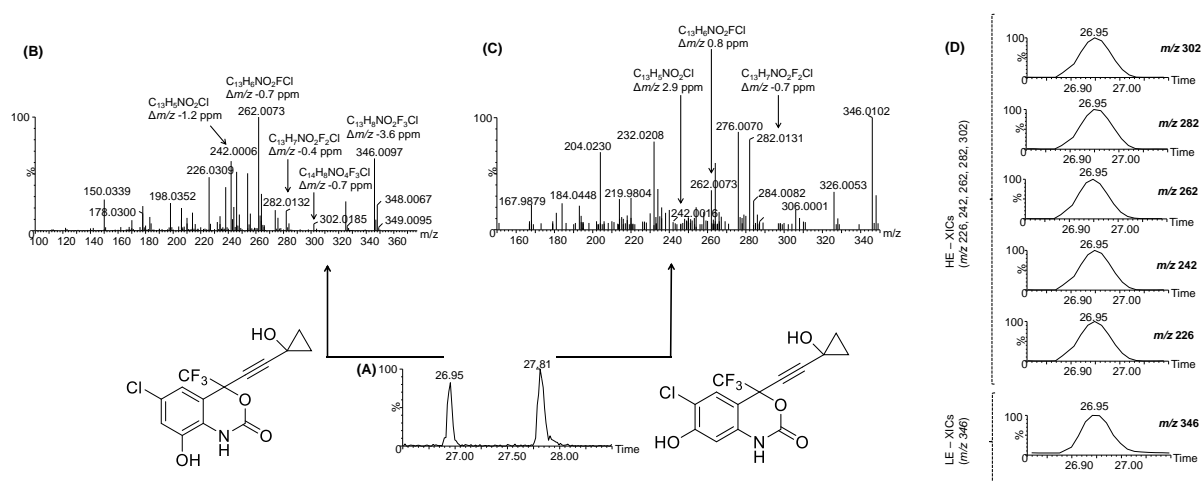 (B)
C13H6NO2FCl
Δm/z -0.7 ppm
262.0073
C13H5NO2Cl
Δm/z -1.2 ppm
242.0006
C13H8NO2F3Cl
Δm/z -3.6 ppm
346.0097
C13H7NO2F2Cl
Δm/z -0.4 ppm
282.0132
C14H8NO4F3Cl
Δm/z -0.7 ppm
302.0185
226.0309
150.0339
178.0300
198.0352
348.0067
349.0095
100
%
0
100 120 140 160 180 200 220 240 260 280 300 320 340 360
m/z
(C)
C13H6NO2FCl
Δm/z 0.8 ppm
C13H5NO2Cl
Δm/z 2.9 ppm
C13H7NO2F2Cl
Δm/z -0.7 ppm
346.0102
276.0070
282.0131
232.0208
204.0230
262.0073
167.9879
184.0448
219.9804
242.0016
284.0082
306.0001
326.0053
100
%
0
160 180 200 220 240 260 280 300 320 340
m/z
(D)
HE – XICs
(m/z 226, 242, 262, 282, 302)
100
%
0
26.95
m/z 302
Time
26.90 27.00
100
%
0
26.95
m/z 282
Time
26.90 27.00
100
%
0
26.95
m/z 262
Time
26.90 27.00
100
%
0
26.95
m/z 242
Time
26.90 27.00
100
%
0
26.95
m/z 226
Time
26.90 27.00
LE – XICs
(m/z 346)
100
%
0
26.95
m/z 346
Time
26.90 27.00
HO
CF3
Cl
O
N
H
O
OH
(A)
100
%
0
26.95
27.81
27.00 27.50 28.00
Time
HO
CF3
Cl
O
HO
NH
O